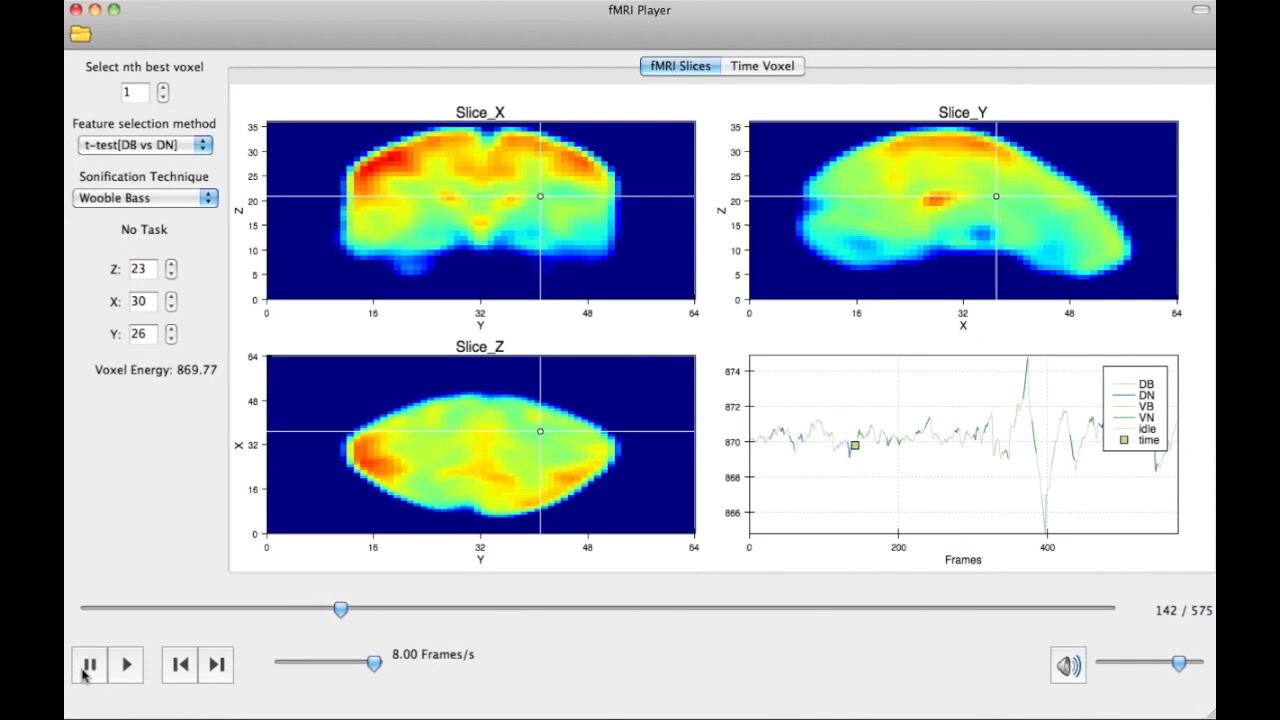 fMRI Player
Select nth best voxel
1
Feature selection method
t-test[DB vs DN]
Sonification Technique
Wooble Bass
No Task
Z: 23
X: 30
Y: 26
Voxel Energy: 869.77
fMRI Slices Time Voxel
Slice_X
35
30
25
20
15
10
5
0
Z
0 16 32 48 64
Y
Slice_Y
35
30
25
20
15
10
5
0
Z
0 16 32 48 64
X
Slice_Z
64
48
32
16
0
X
0 16 32 48 64
Y
874
872
870
868
866
DB
DN
VB
VN
idle
time
0 200 400
Frames
142 / 575
8.00 Frames/s